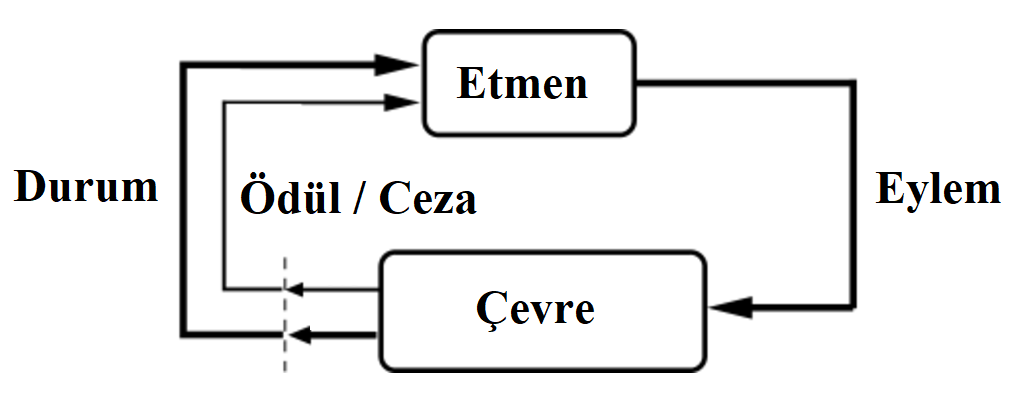 Etmen
Durum
Ödül / Ceza
Eylem
Çevre